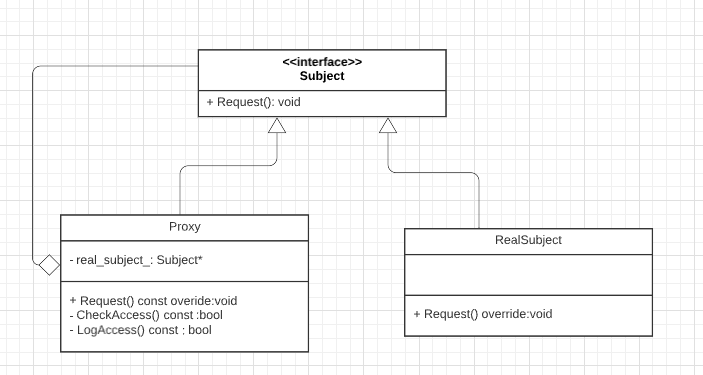 <<interface>>
Subject
+ Request(): void
Proxy
- real_subject_: Subject*
+ Request() const overide:void
- CheckAccess() const :bool
- LogAccess() const : bool
RealSubject
+ Request() override:void